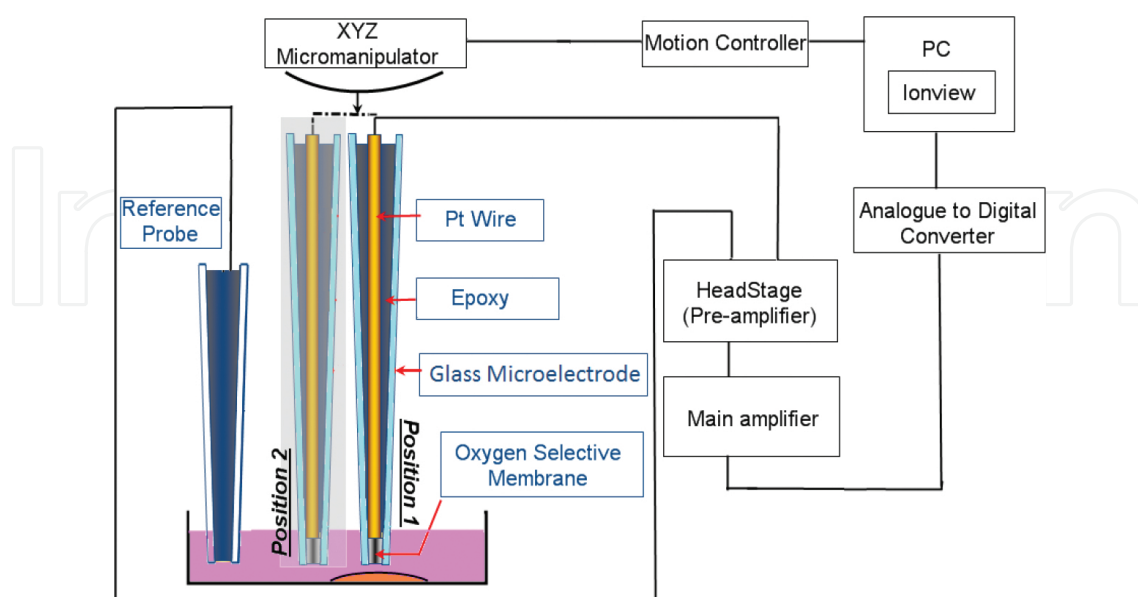 XYZ
Micromanipulator
Motion Controller
PC
Ionview
Reference
Probe
Pt Wire
Analogue to Digital
Converter
Epoxy
HeadStage
(Pre-amplifier)
Glass Microelectrode
Main amplifier
Oxygen Selective
Membrane
Position 2
Position 1